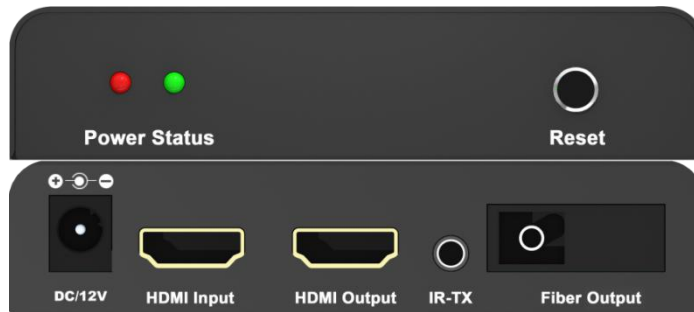 Power Status
Reset
DC/12V
HDMI Input
HDMI Output
IR-TX
Fiber Output